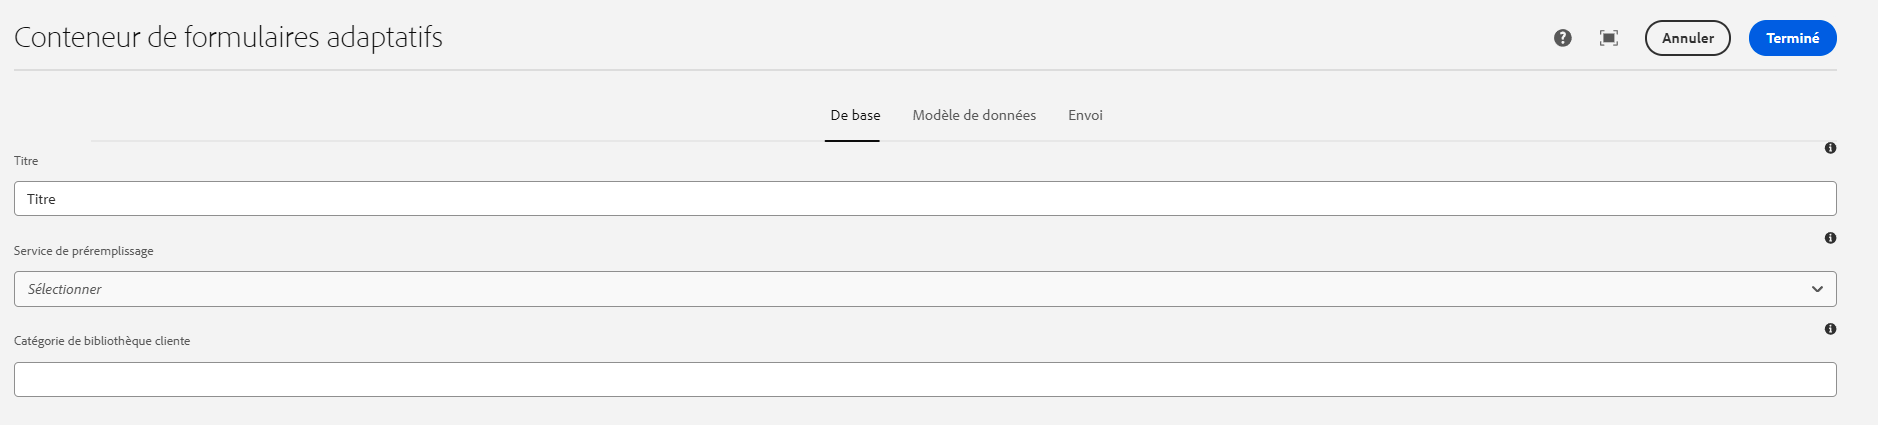 Conteneur de formulaires adaptatifs
Annuler
Terminé
De base
Modèle de données
Envoi
Titre
Titre
Service de préremplissage
Sélectionner
Catégorie de bibliothèque cliente